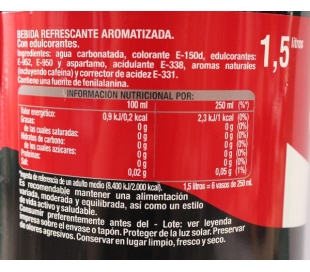 BEBIDA REFRESCANTE AROMATIZADA.
Con edulcorantes.
Ingredientes: agua carbonatada, colorante E-150d, edulcorantes:
E-952, E-950 y aspartamo, acidulante E-338, aromas naturales
(incluyendo cafeína) y corrector de acidez E-331.
Contiene una fuente de fenilalanina.
1,5 litros
INFORMACIÓN NUTRICIONAL POR:
100 ml 250 ml (%*)
Valor energético: 0,9 kJ/0,2 kcal 2,3 kJ/1 kcal (0%)
Grasas: 0 g 0 g (0%)
de las cuales saturadas: 0 g 0 g (0%)
Hidratos de carbono: 0 g 0 g (0%)
de los cuales azúcares: 0 g 0 g (0%)
Proteínas: 0 g 0 g (0%)
Sal: 0,02 g 0,05 g (1%)
*Ingesta de referencia de un adulto medio (8.400 kJ/2.000 kcal). 1,5 litros = 6 vasos de 250 ml.
Es recomendable mantener una alimentación
variada, moderada y equilibrada, así como un estilo
de vida activo y saludable.
Consumir preferentemente antes del - Lote: ver leyenda
impresa sobre el envase o tapón. Proteger de la luz solar. Preservar
de olores agresivos. Conservar en lugar limpio, fresco y seco.